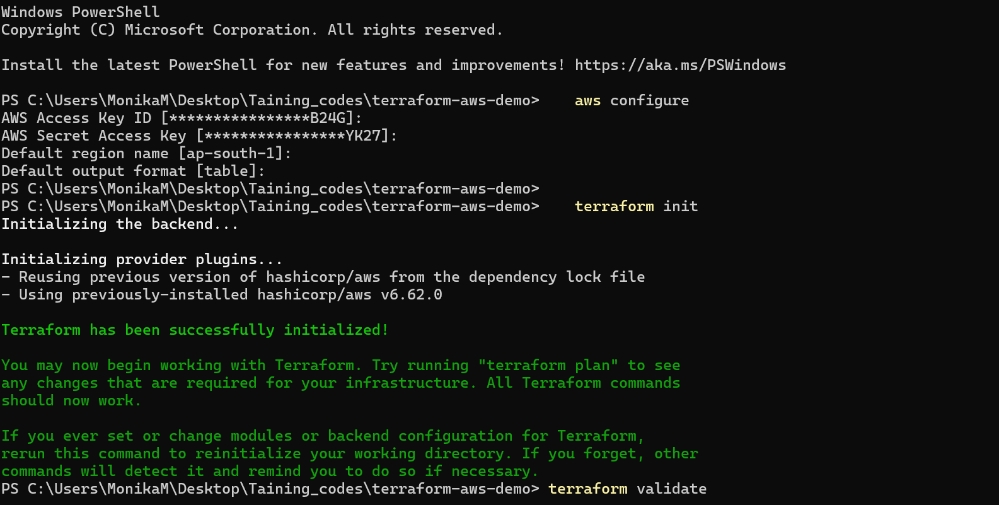 Windows PowerShell
Copyright (C) Microsoft Corporation. All rights reserved.
Install the latest PowerShell for new features and improvements! https://aka.ms/PSWindows
PS C:\Users\MonikaM\Desktop\Taining_codes\terraform-aws-demo>    aws configure
AWS Access Key ID [****************B24G]:
AWS Secret Access Key [****************YK27]:
Default region name [ap-south-1]:
Default output format [table]:
PS C:\Users\MonikaM\Desktop\Taining_codes\terraform-aws-demo>
PS C:\Users\MonikaM\Desktop\Taining_codes\terraform-aws-demo>    terraform init
Initializing the backend...
Initializing provider plugins...
- Reusing previous version of hashicorp/aws from the dependency lock file
- Using previously-installed hashicorp/aws v6.62.0
Terraform has been successfully initialized!
You may now begin working with Terraform. Try running "terraform plan" to see
any changes that are required for your infrastructure. All Terraform commands
should now work.
If you ever set or change modules or backend configuration for Terraform,
rerun this command to reinitialize your working directory. If you forget, other
commands will detect it and remind you to do so if necessary.
PS C:\Users\MonikaM\Desktop\Taining_codes\terraform-aws-demo> terraform validate